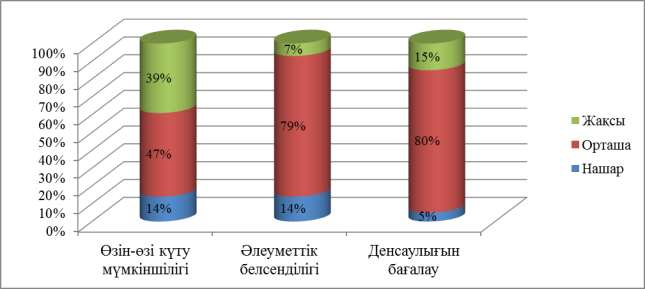 100%
90%
80%
70%
60%
50%
40%
30%
20%
10%
0%
39%
47%
14%
7%
79%
14%
15%
80%
5%
Өзін-өзі күту
мүмкіншілігі
Әлеуметтік
белсенділігі
Денсаулығын
бағалау
Жақсы
Орташа
Нашар